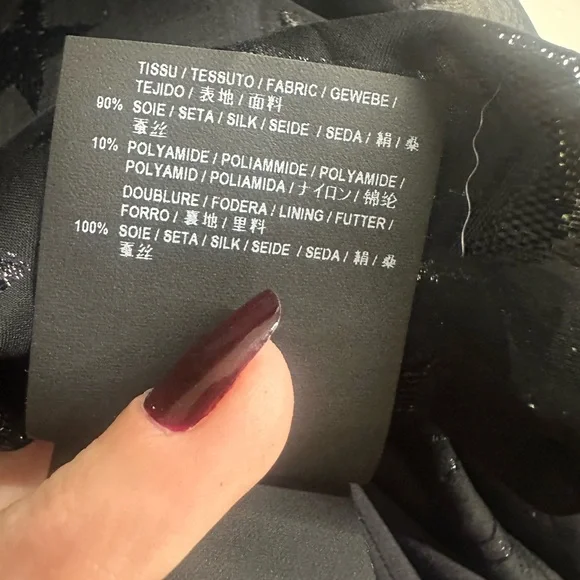 TISSU / TESSUTO / FABRIC / GEWEBE /
TEJIDO / 表地 / 面料
90% SOIE / SETA / SILK / SEIDE / SEDA / 絹 / 桑
蚕丝
10% POLYAMIDE / POLIAMMIDE / POLYAMIDE /
POLYAMID / POLIAMIDA / ナイロン / 锦纶
DOUBLURE / FODERA / LINING / FUTTER /
FORRO / 裏地 / 里料
100% SOIE / SETA / SILK / SEIDE / SEDA / 絹 / 桑
蚕丝